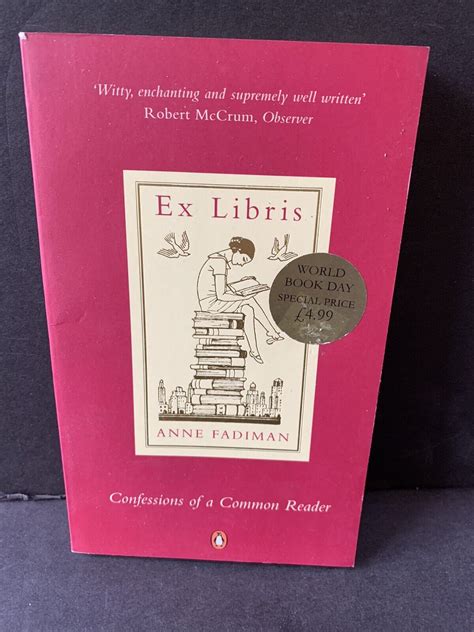 ‘Witty, enchanting and supremely well written’
Robert McCrum, Observer
Ex Libris
WORLD
BOOK DAY
SPECIAL PRICE
£4.99
ANNE FADIMAN
Confessions of a Common Reader